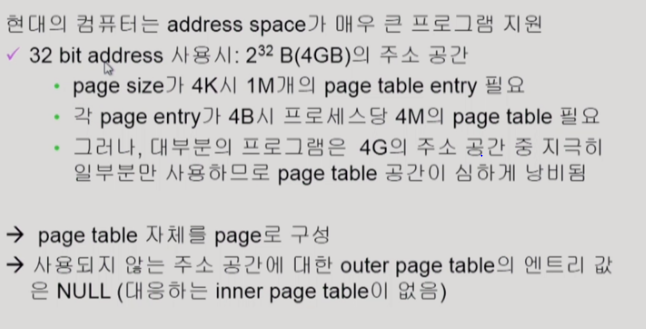 현대의 컴퓨터는 address space가 매우 큰 프로그램 지원
✓ 32 bit address 사용시: 2³² B(4GB)의 주소 공간
• page size가 4K시 1M개의 page table entry 필요
• 각 page entry가 4B시 프로세스당 4M의 page table 필요
• 그러나, 대부분의 프로그램은 4G의 주소 공간 중 지극히
일부분만 사용하므로 page table 공간이 심하게 낭비됨
→ page table 자체를 page로 구성
→ 사용되지 않는 주소 공간에 대한 outer page table의 엔트리 값
은 NULL (대응하는 inner page table이 없음)